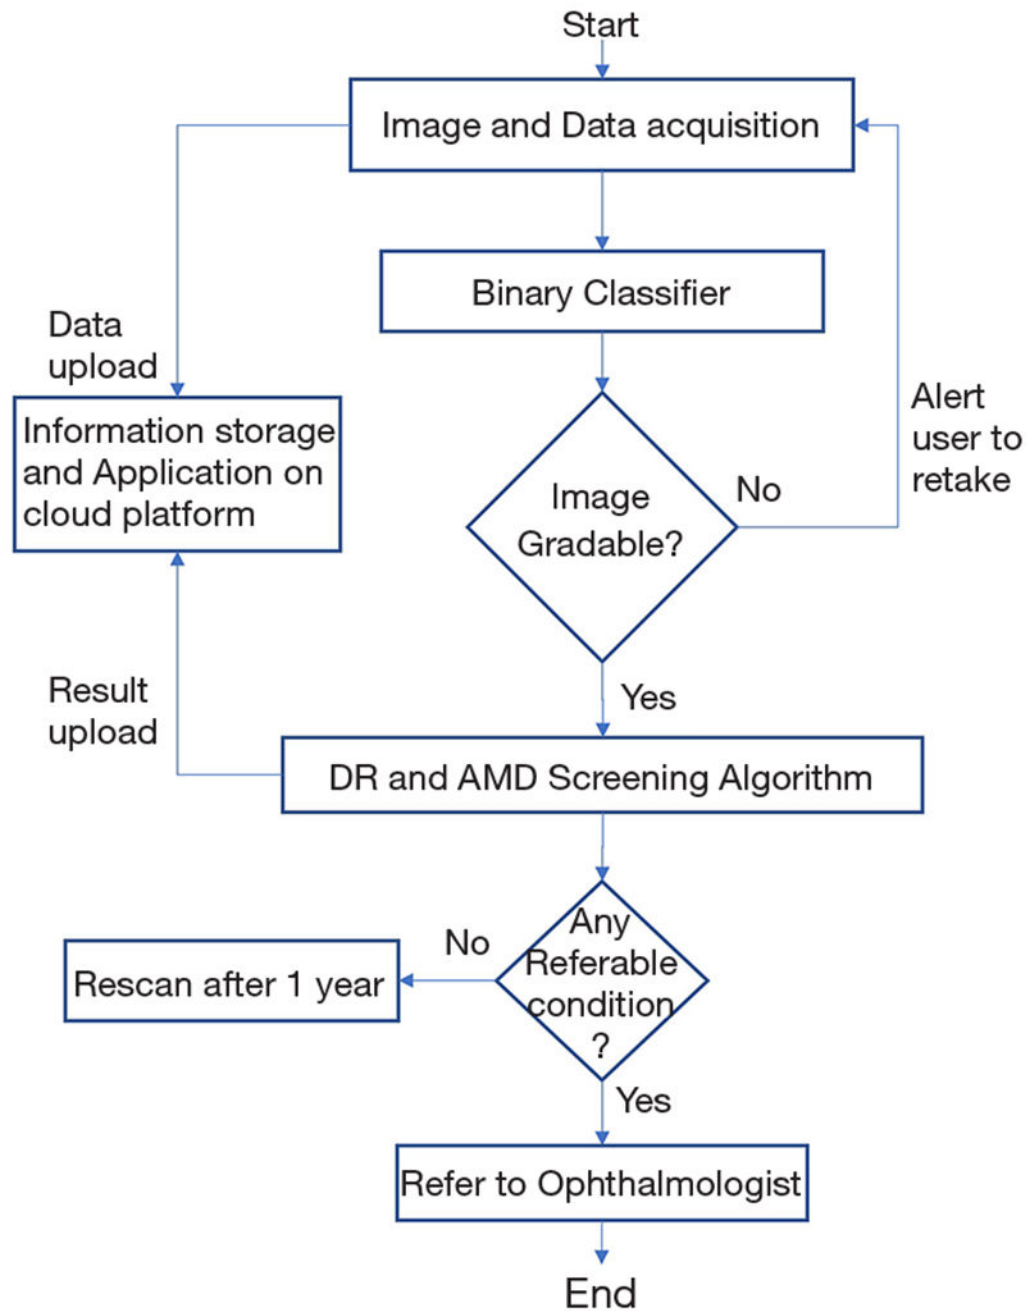 Start
Image and Data acquisition
Binary Classifier
Data
upload
Information storage
and Application on
cloud platform
Image
Gradable?
No
Alert
user to
retake
Yes
Result
upload
DR and AMD Screening Algorithm
Any
Referable
condition
?
No
Rescan after 1 year
Yes
Refer to Ophthalmologist
End